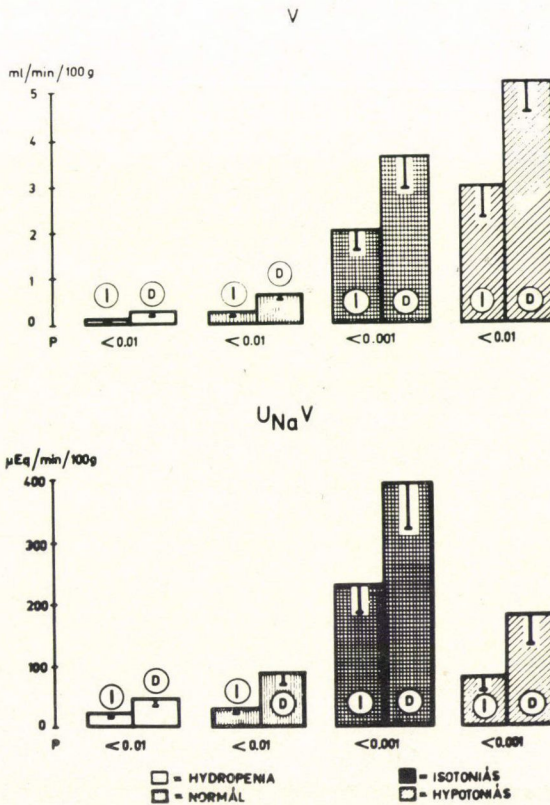 V
ml/min/100 g
5
4
3
2
1
0
I D I D I D I D
P <0.01 <0.01 <0.001 <0.01
UNaV
µEq/min/100g
400
300
200
100
0
I D I D I D I D
P <0.01 <0.01 <0.001 <0.001
= HYDROPENIA = ISOTONIÁS
= NORMÁL = HYPOTONIÁS